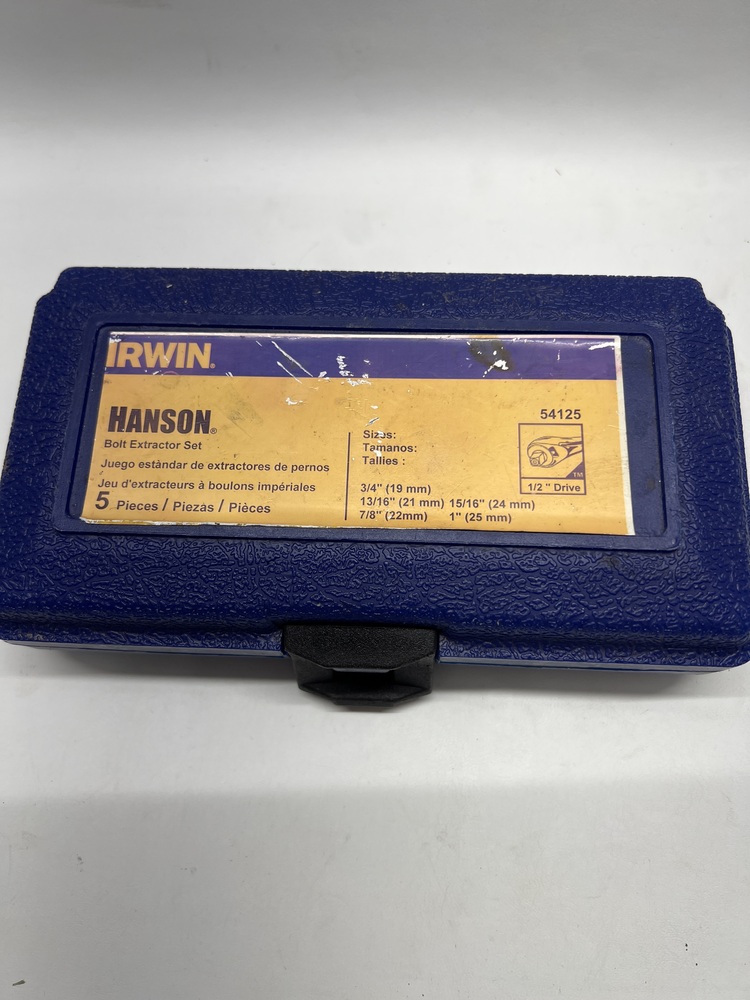 IRWIN®
HANSON®
Bolt Extractor Set
Juego estàndar de extractores de pernos
Jeu d'extracteurs à boulons impériales
5 Pieces / Piezas / Pièces
Sizes:
Tamanos:
Tallies :
3/4" (19 mm)
13/16" (21 mm) 15/16" (24 mm)
7/8" (22mm) 1" (25 mm)
54125
TM
1/2 " Drive